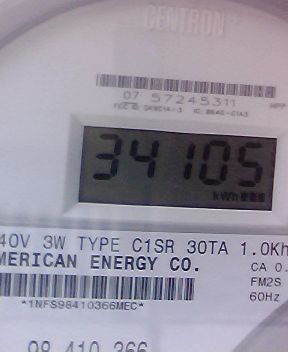 CENTRON
07 57245311
34105
kWh
40V 3W TYPE C1SR 30TA 1.0Kh
MERICAN ENERGY CO.
CA 0.
FM2S
60Hz
*1NFS98410366MEC*
98 410 366